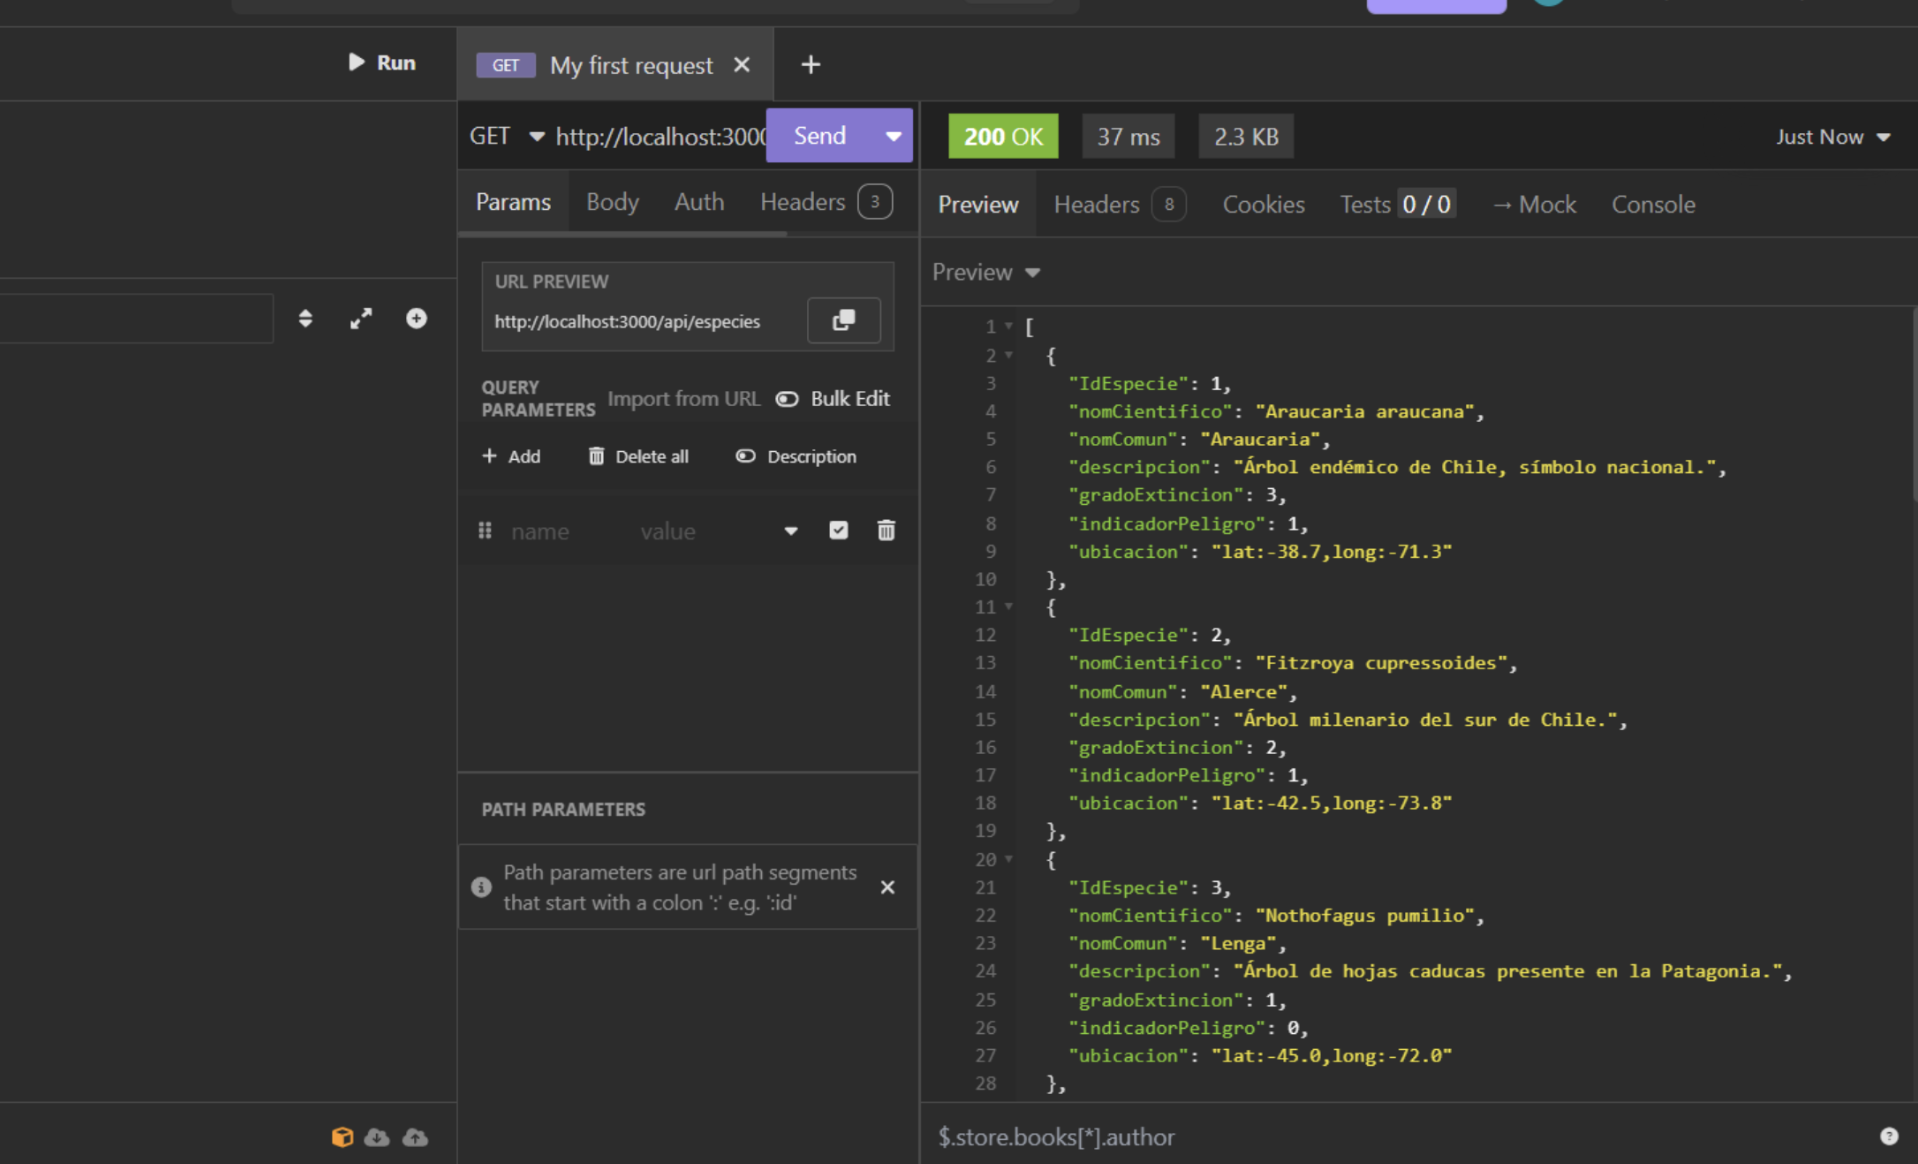 Run
GET My first request
GET http://localhost:3000 Send
200 OK 37 ms 2.3 KB Just Now
Params Body Auth Headers 3
Preview Headers 8 Cookies Tests 0 / 0 → Mock Console
URL PREVIEW
http://localhost:3000/api/especies
QUERY PARAMETERS Import from URL Bulk Edit
+ Add Delete all Description
name value
PATH PARAMETERS
Path parameters are url path segments
that start with a colon ':' e.g. ':id'
Preview
1 [
2 {
3 "IdEspecie": 1,
4 "nomCientifico": "Araucaria araucana",
5 "nomComun": "Araucaria",
6 "descripcion": "Árbol endémico de Chile, símbolo nacional.",
7 "gradoExtincion": 3,
8 "indicadorPeligro": 1,
9 "ubicacion": "lat:-38.7,long:-71.3"
10 },
11 {
12 "IdEspecie": 2,
13 "nomCientifico": "Fitzroya cupressoides",
14 "nomComun": "Alerce",
15 "descripcion": "Árbol milenario del sur de Chile.",
16 "gradoExtincion": 2,
17 "indicadorPeligro": 1,
18 "ubicacion": "lat:-42.5,long:-73.8"
19 },
20 {
21 "IdEspecie": 3,
22 "nomCientifico": "Nothofagus pumilio",
23 "nomComun": "Lenga",
24 "descripcion": "Árbol de hojas caducas presente en la Patagonia.",
25 "gradoExtincion": 1,
26 "indicadorPeligro": 0,
27 "ubicacion": "lat:-45.0,long:-72.0"
28 },
$.store.books[*].author